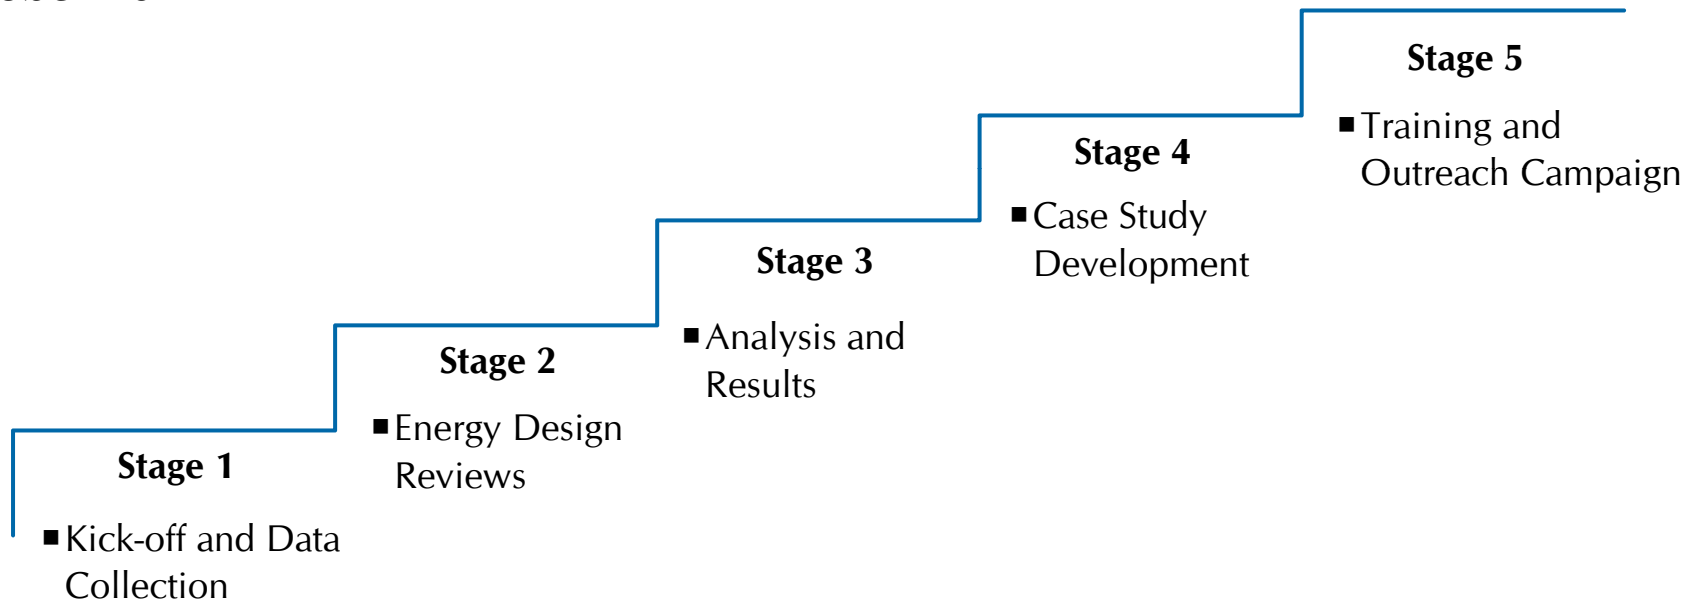 Stage 1
■ Kick-off and Data
Collection
Stage 2
■ Energy Design
Reviews
Stage 3
■ Analysis and
Results
Stage 4
■ Case Study
Development
Stage 5
■ Training and
Outreach Campaign